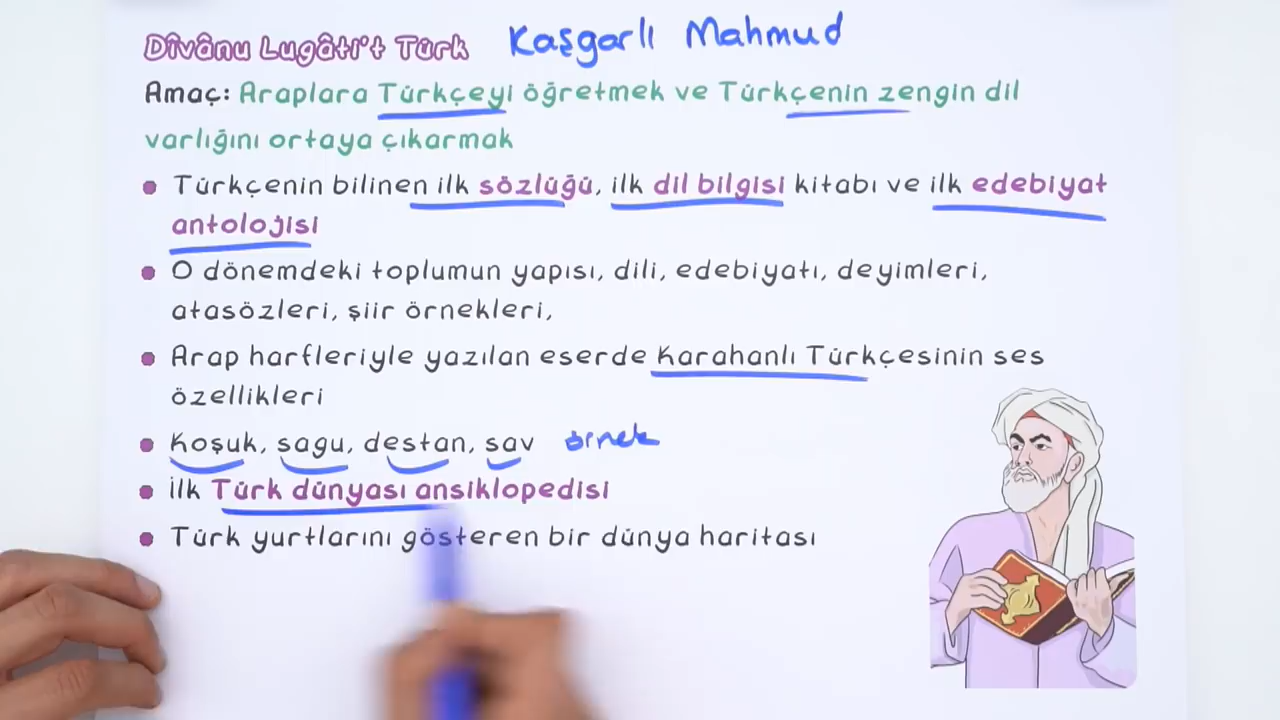 Dîvânu Lugâti't Türk Kaşgarlı Mahmud
Amaç: Araplara Türkçeyi öğretmek ve Türkçenin zengin dil
varlığını ortaya çıkarmak
Türkçenin bilinen ilk sözlüğü, ilk dil bilgisi kitabı ve ilk edebiyat
antolojisi
O dönemdeki toplumun yapısı, dili, edebiyatı, deyimleri,
atasözleri, şiir örnekleri,
Arap harfleriyle yazılan eserde Karahanlı Türkçesinin ses
özellikleri
Koşuk, sagu, destan, sav örnek
İlk Türk dünyası ansiklopedisi
Türk yurtlarını gösteren bir dünya haritası